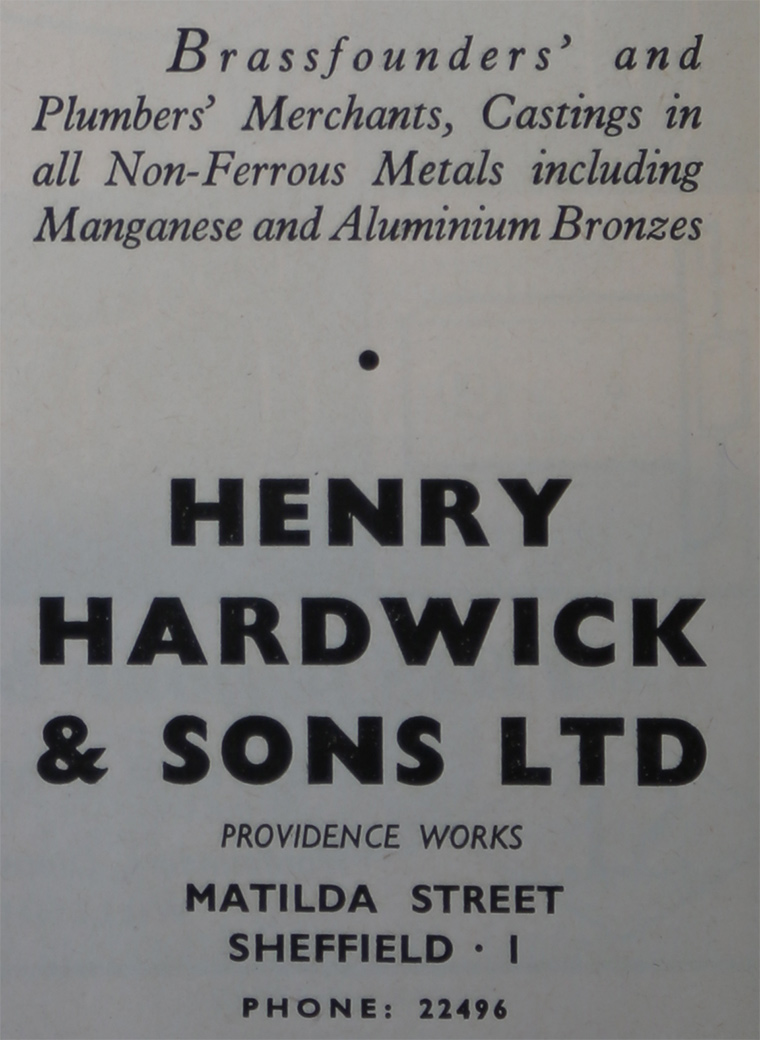 Brassfounders' and
Plumbers' Merchants, Castings in
all Non-Ferrous Metals including
Manganese and Aluminium Bronzes
•
HENRY
HARDWICK
& SONS LTD
PROVIDENCE WORKS
MATILDA STREET
SHEFFIELD · 1
PHONE: 22496